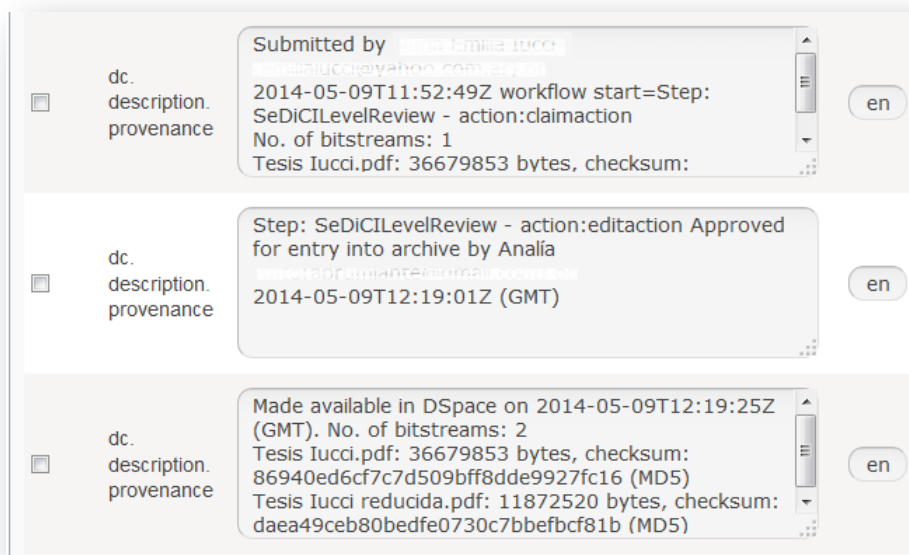 dc.
description.
provenance
Submitted by
2014-05-09T11:52:49Z workflow start=Step:
SeDiCILevelReview - action:claimaction
No. of bitstreams: 1
Tesis Iucci.pdf: 36679853 bytes, checksum:
en
dc.
description.
provenance
Step: SeDiCILevelReview - action:editaction Approved
for entry into archive by Analía
2014-05-09T12:19:01Z (GMT)
en
dc.
description.
provenance
Made available in DSpace on 2014-05-09T12:19:25Z
(GMT). No. of bitstreams: 2
Tesis Iucci.pdf: 36679853 bytes, checksum:
86940ed6cf7c7d509bff8dde9927fc16 (MD5)
Tesis Iucci reducida.pdf: 11872520 bytes, checksum:
daea49ceb80bedfe0730c7bbefbcf81b (MD5)
en